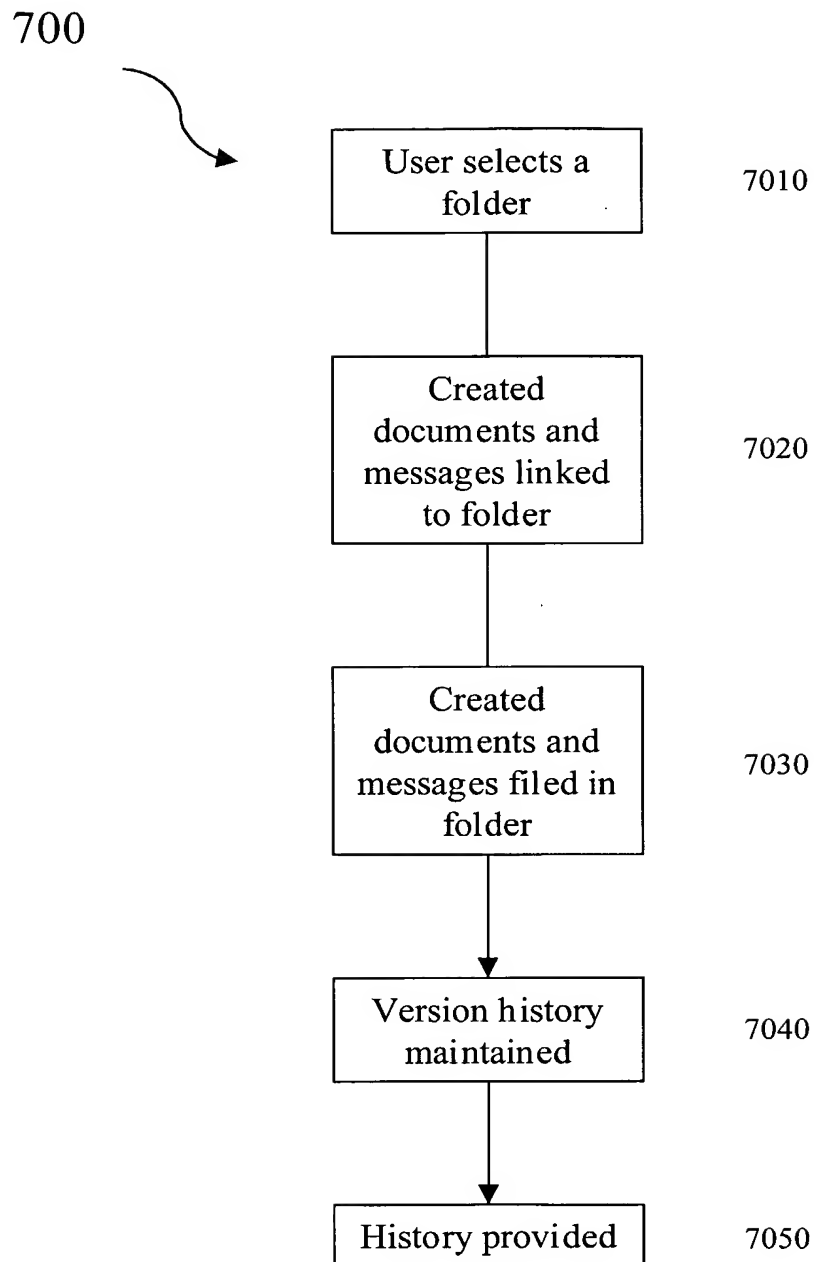 700
User selects a
folder
7010
Created
documents and
messages linked
to folder
7020
Created
documents and
messages filed in
folder
7030
Version history
maintained
7040
History provided
7050